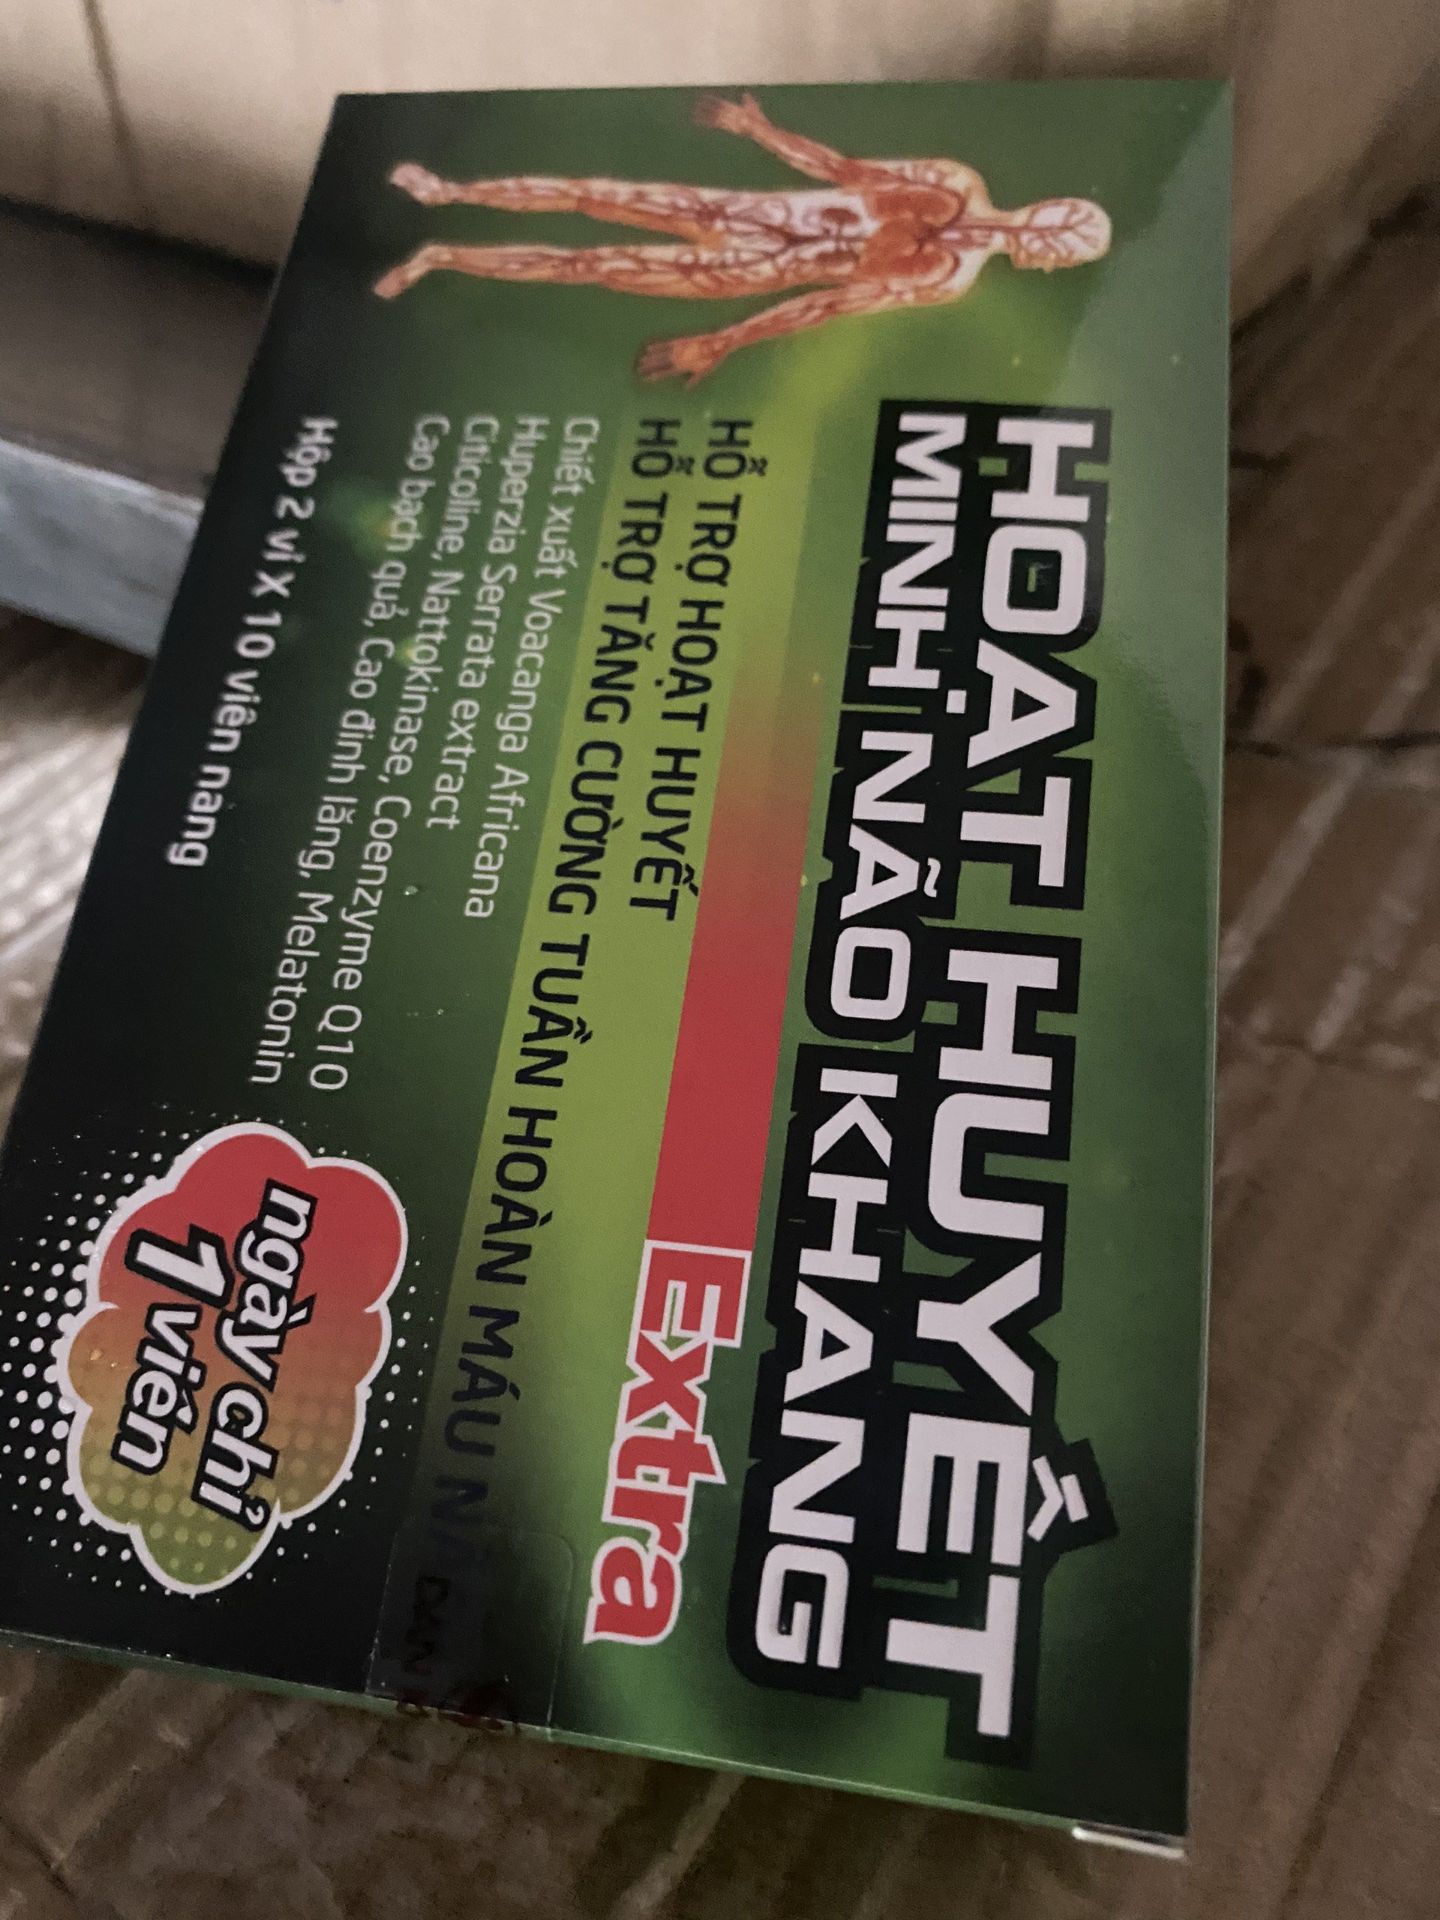 HOẠT HUYẾT
MINH NÃO KHANG
Extra
HỖ TRỢ HOẠT HUYẾT
HỖ TRỢ TĂNG CƯỜNG TUẦN HOÀN MÁU NÃO
Chiết xuất Voacanga Africana
Huperzia Serrata extract
Citicoline, Nattokinase, Coenzyme Q10
Cao bạch quả, Cao đinh lăng, Melatonin
Hộp 2 vỉ X 10 viên nang
ngày chỉ
1 viên